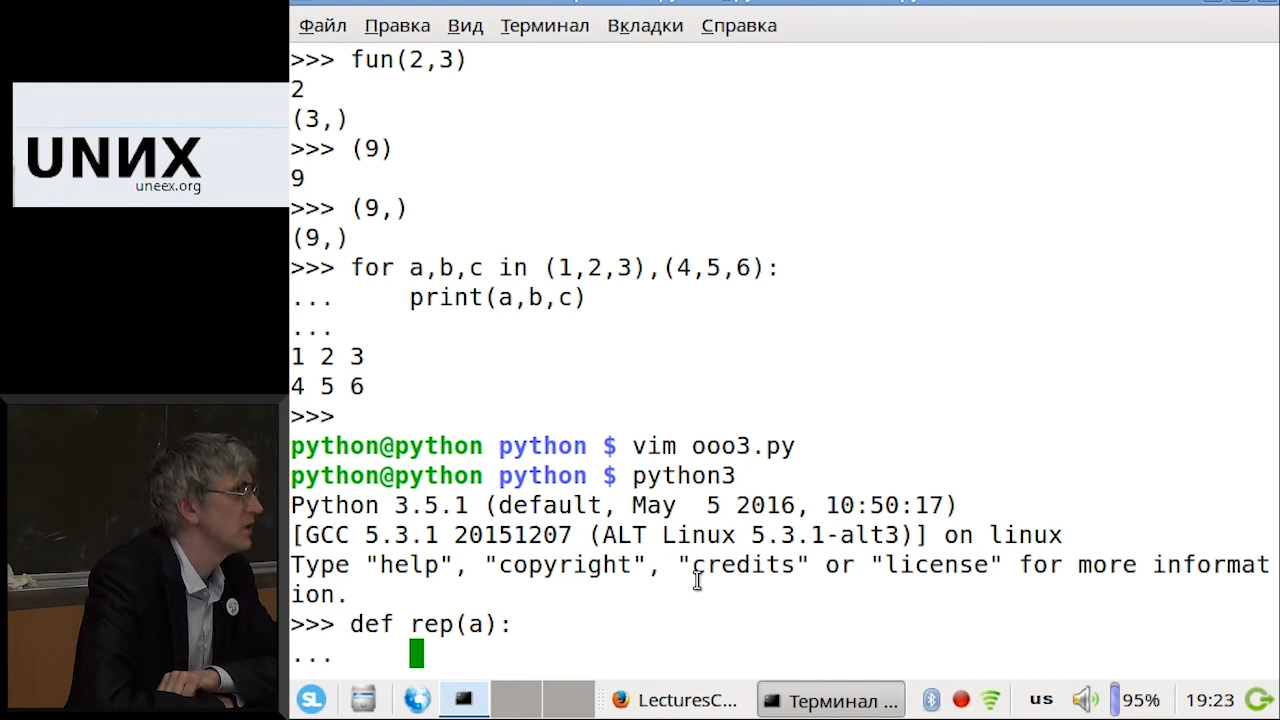 Файл Правка Вид Терминал Вкладки Справка
UNИX
uneex.org
>>> fun(2,3)
2
(3,)
>>> (9)
9
>>> (9,)
(9,)
>>> for a,b,c in (1,2,3),(4,5,6):
...     print(a,b,c)
...
1 2 3
4 5 6
>>>
python@python python $ vim ooo3.py
python@python python $ python3
Python 3.5.1 (default, May  5 2016, 10:50:17)
[GCC 5.3.1 20151207 (ALT Linux 5.3.1-alt3)] on linux
Type "help", "copyright", "credits" or "license" for more informat
ion.
>>> def rep(a):
...
SL LecturesC... Терминал ... us 95% 19:23